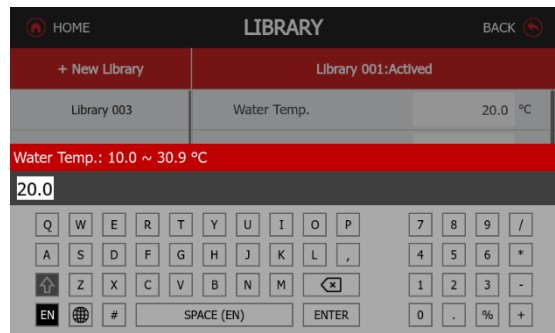 HOME LIBRARY BACK
+ New Library Library 001:Actived
Library 003 Water Temp. 20.0 °C
Water Temp.: 10.0 ~ 30.9 °C
20.0
Q W E R T Y U I O P 7 8 9 /
A S D F G H J K L , 4 5 6 *
Z X C V B N M 1 2 3 -
EN # SPACE (EN) ENTER 0 . % +